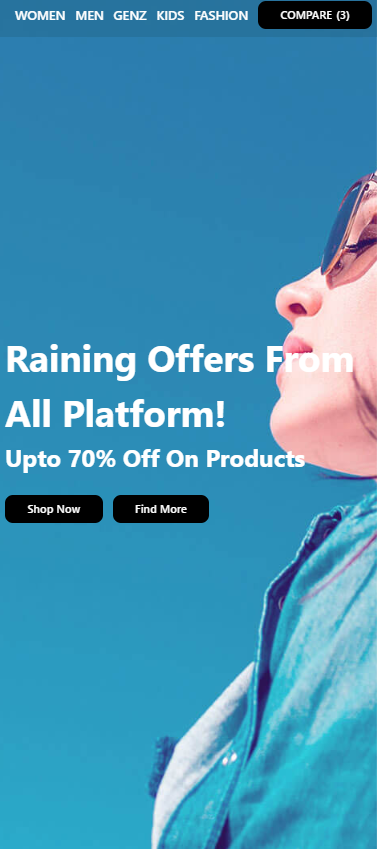 WOMEN MEN GENZ KIDS FASHION COMPARE (3)
Raining Offers From
All Platform!
Upto 70% Off On Products
Shop Now Find More